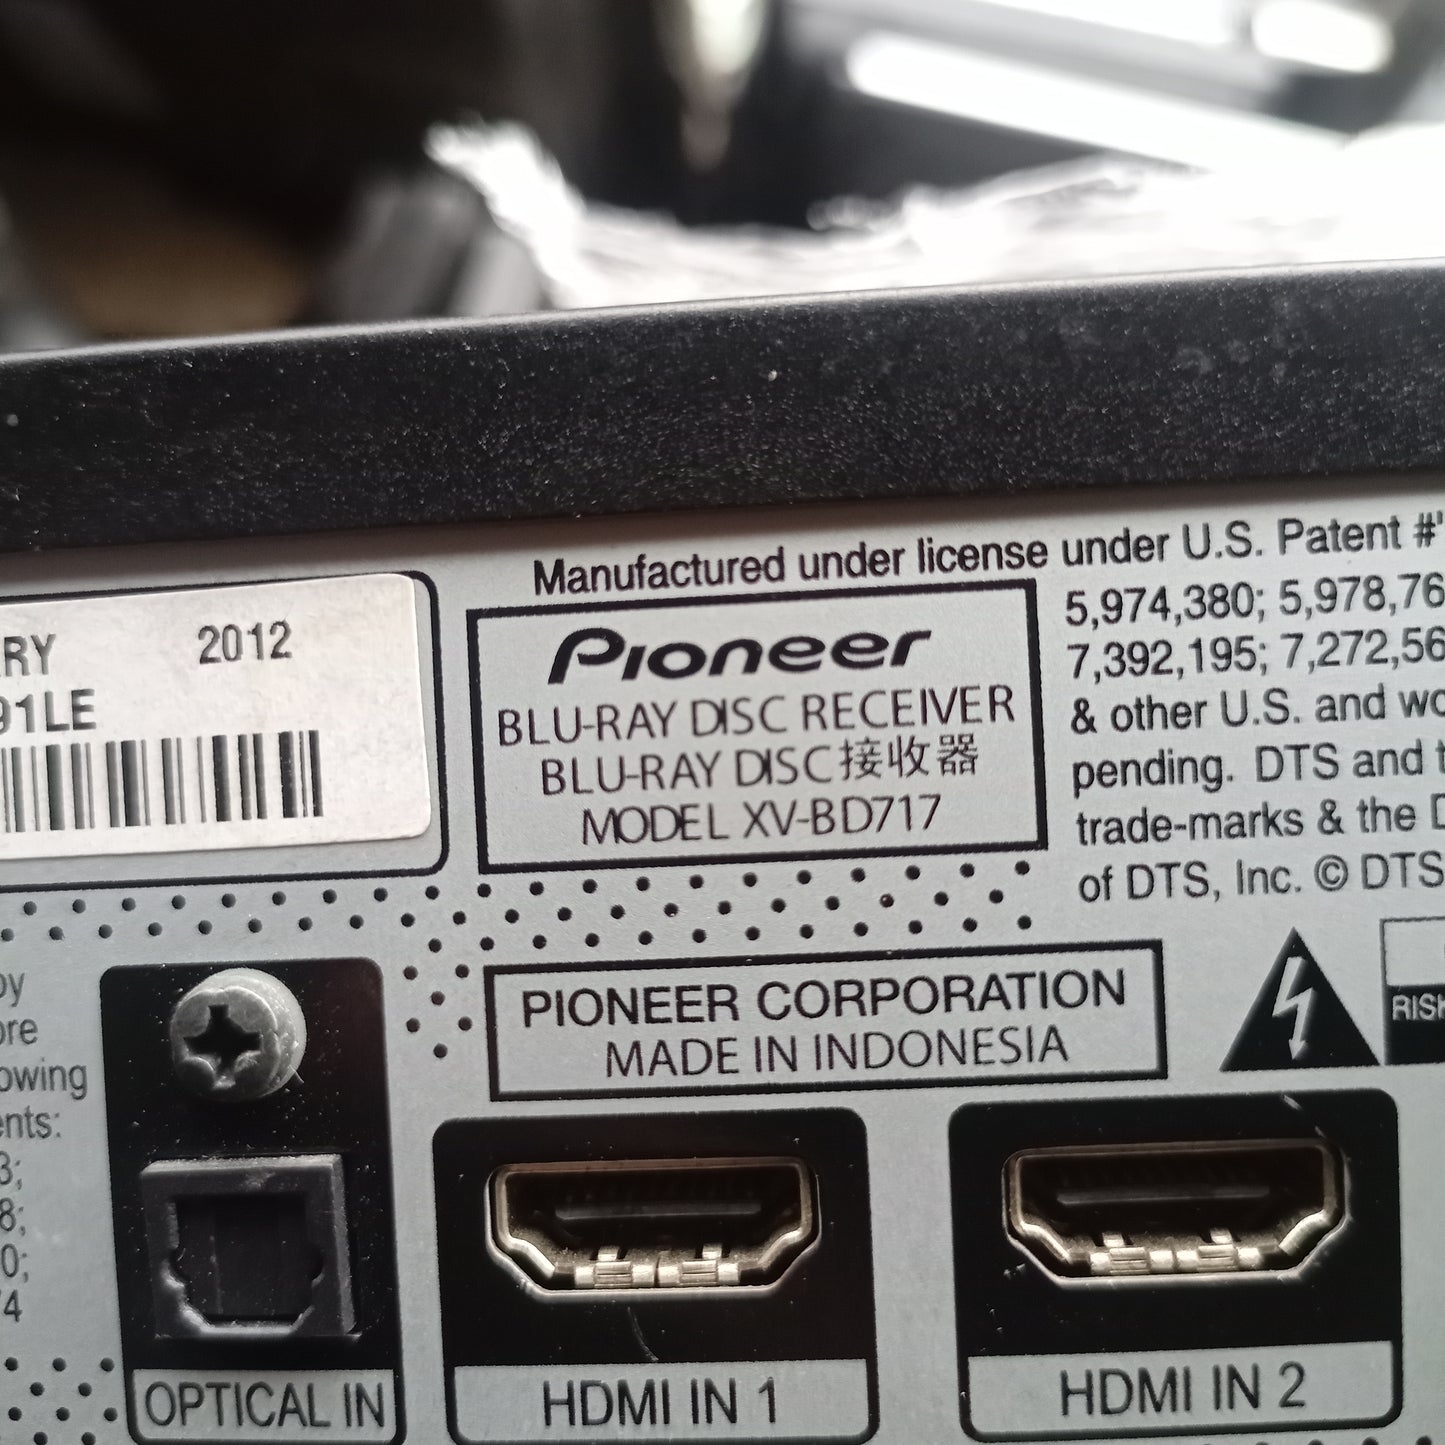 2012
91LE
Manufactured under license under U.S. Patent #'
5,974,380; 5,978,76
7,392,195; 7,272,56
& other U.S. and wo
pending. DTS and t
trade-marks & the D
of DTS, Inc. © DTS
Pioneer
BLU-RAY DISC RECEIVER
BLU-RAY DISC接收器
MODEL XV-BD717
PIONEER CORPORATION
MADE IN INDONESIA
RISK
by
ore
owing
ents:
3;
8;
0;
74
OPTICAL IN
HDMI IN 1
HDMI IN 2